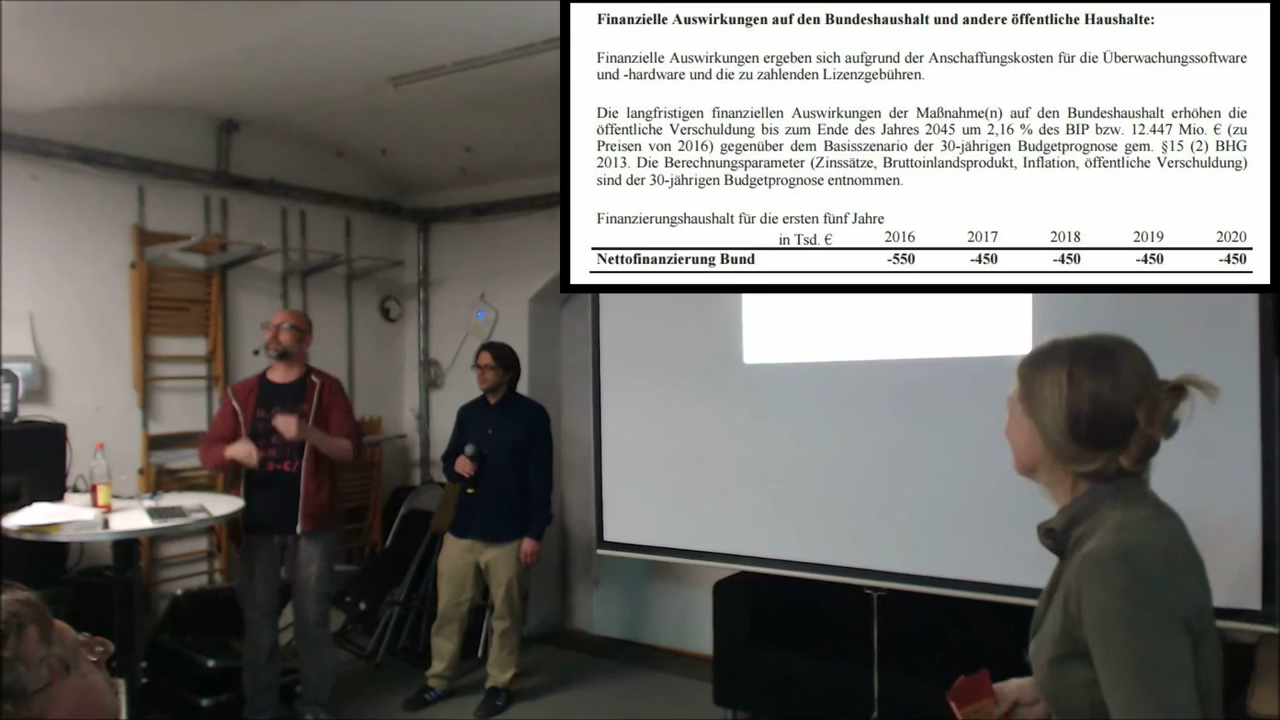 Finanzielle Auswirkungen auf den Bundeshaushalt und andere öffentliche Haushalte:
Finanzielle Auswirkungen ergeben sich aufgrund der Anschaffungskosten für die Überwachungssoftware
und -hardware und die zu zahlenden Lizenzgebühren.
Die langfristigen finanziellen Auswirkungen der Maßnahme(n) auf den Bundeshaushalt erhöhen die
öffentliche Verschuldung bis zum Ende des Jahres 2045 um 2,16 % des BIP bzw. 12.447 Mio. € (zu
Preisen von 2016) gegenüber dem Basisszenario der 30-jährigen Budgetprognose gem. §15 (2) BHG
2013. Die Berechnungsparameter (Zinssätze, Bruttoinlandsprodukt, Inflation, öffentliche Verschuldung)
sind der 30-jährigen Budgetprognose entnommen.
Finanzierungshaushalt für die ersten fünf Jahre
in Tsd. € 2016 2017 2018 2019 2020
Nettofinanzierung Bund -550 -450 -450 -450 -450